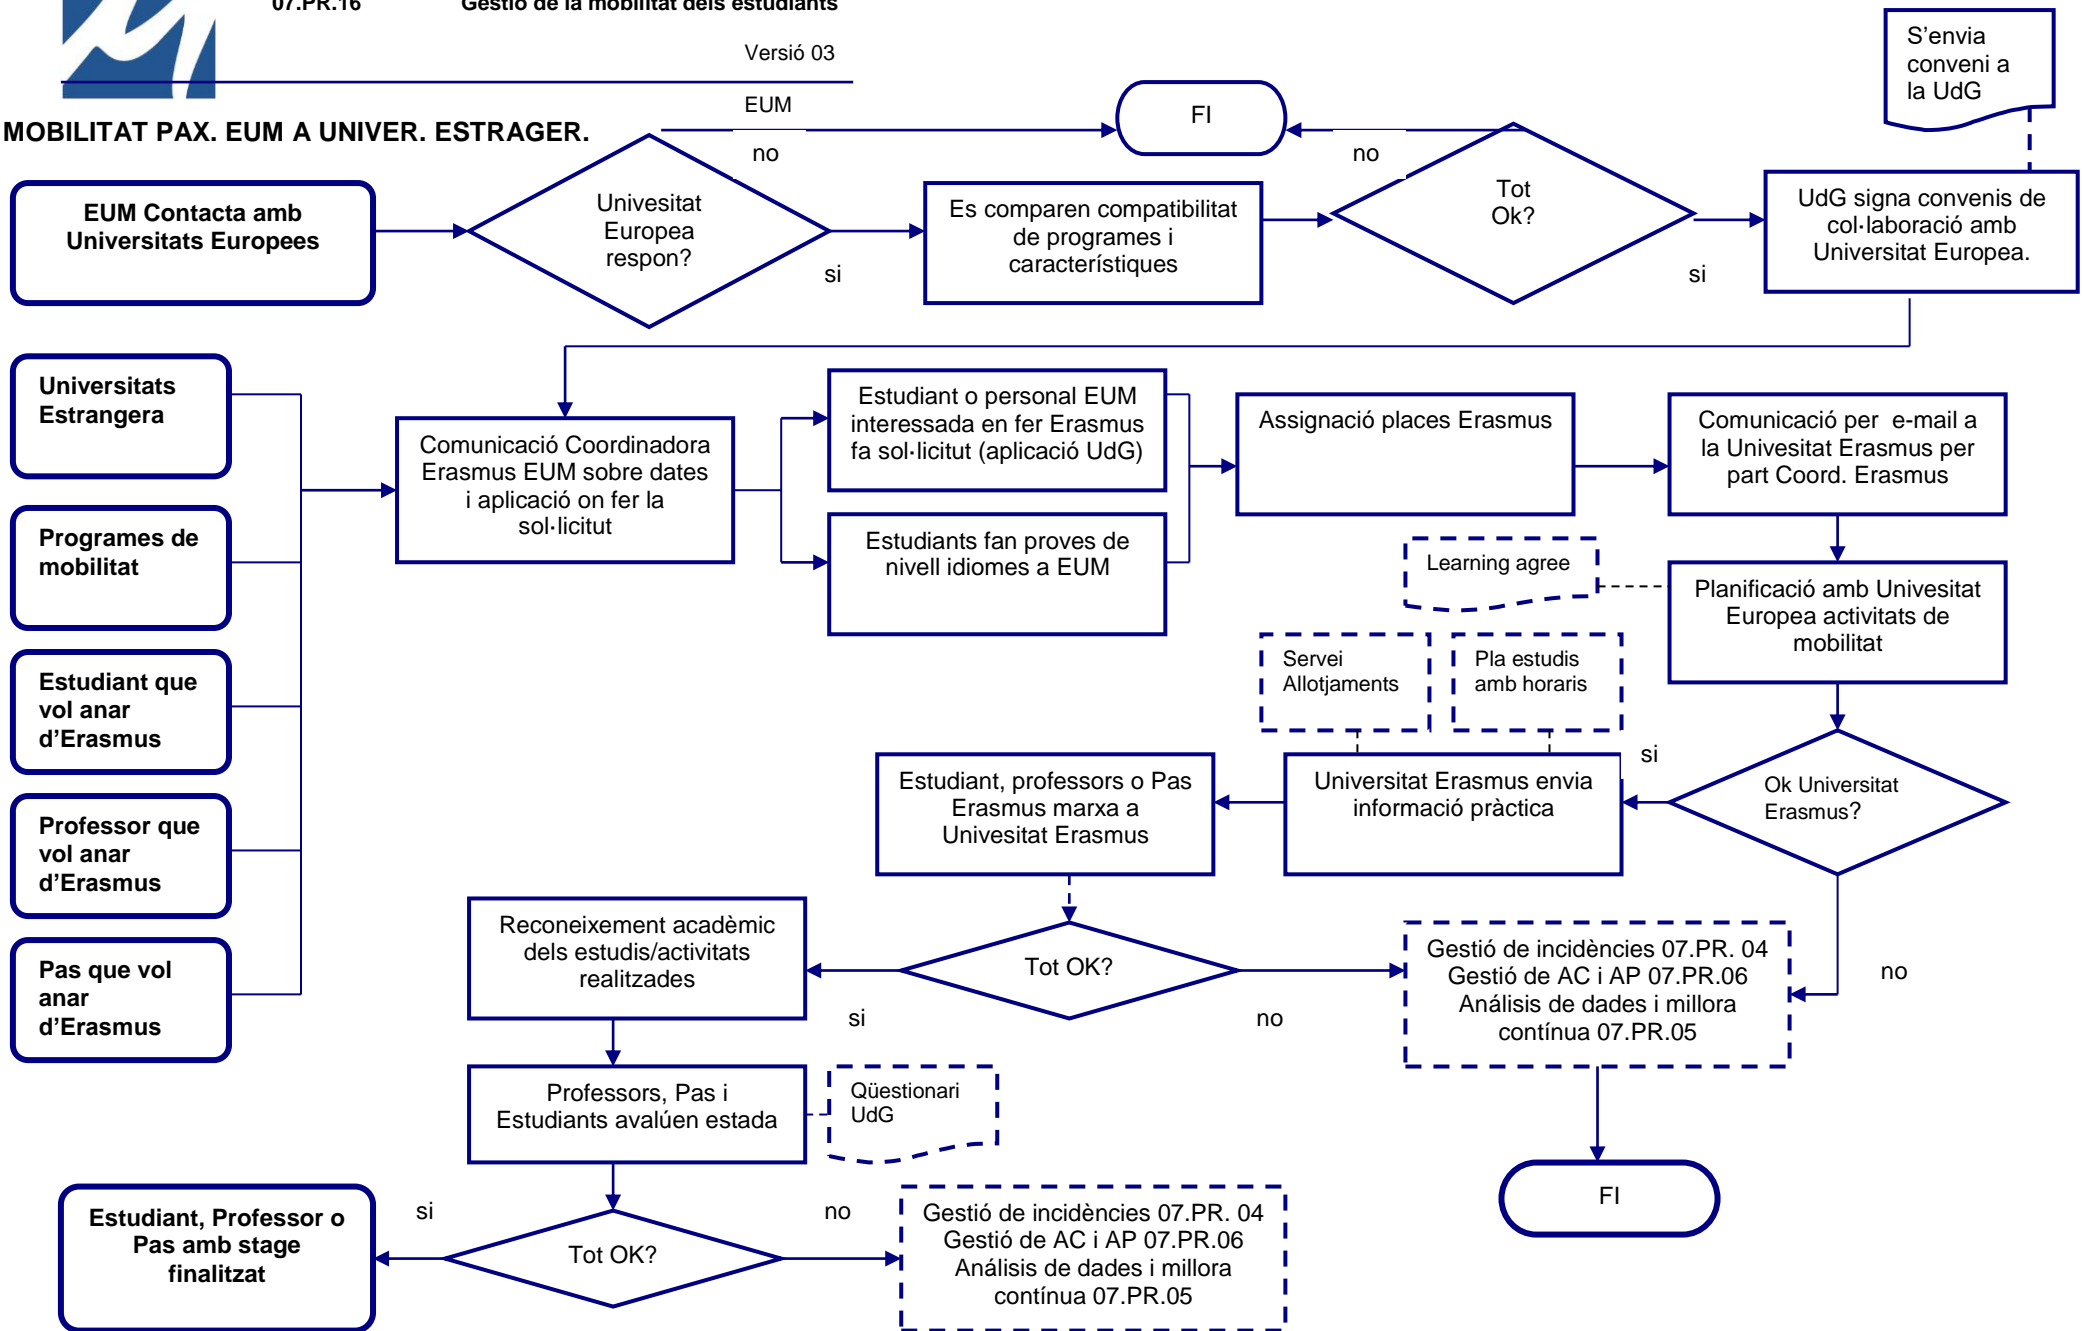 07.PR.16 Gestió de la mobilitat dels estudiants
Versió 03
EUM
MOBILITAT PAX. EUM A UNIVER. ESTRAGER.
S'envia
conveni a
la UdG
FI
no
no
EUM Contacta amb
Universitats Europees
Univesitat
Europea
respon?
si
Es comparen compatibilitat
de programes i
característiques
Tot
Ok?
si
UdG signa convenis de
col·laboració amb
Universitat Europea.
Universitats
Estrangera
Programes de
mobilitat
Estudiant que
vol anar
d'Erasmus
Professor que
vol anar
d'Erasmus
Pas que vol
anar
d'Erasmus
Comunicació Coordinadora
Erasmus EUM sobre dates
i aplicació on fer la
sol·licitut
Estudiant o personal EUM
interessada en fer Erasmus
fa sol·licitut (aplicació UdG)
Estudiants fan proves de
nivell idiomes a EUM
Assignació places Erasmus
Comunicació per e-mail a
la Univesitat Erasmus per
part Coord. Erasmus
Learning agree
Planificació amb Univesitat
Europea activitats de
mobilitat
Servei
Allotjaments
Pla estudis
amb horaris
si
Ok Universitat
Erasmus?
Universitat Erasmus envia
informació pràctica
Estudiant, professors o Pas
Erasmus marxa a
Univesitat Erasmus
Reconeixement acadèmic
dels estudis/activitats
realitzades
Tot OK?
si
no
Gestió de incidències 07.PR. 04
Gestió de AC i AP 07.PR.06
Análisis de dades i millora
contínua 07.PR.05
no
Professors, Pas i
Estudiants avalúen estada
Qüestionari
UdG
FI
Estudiant, Professor o
Pas amb stage
finalitzat
si
Tot OK?
no
Gestió de incidències 07.PR. 04
Gestió de AC i AP 07.PR.06
Análisis de dades i millora
contínua 07.PR.05